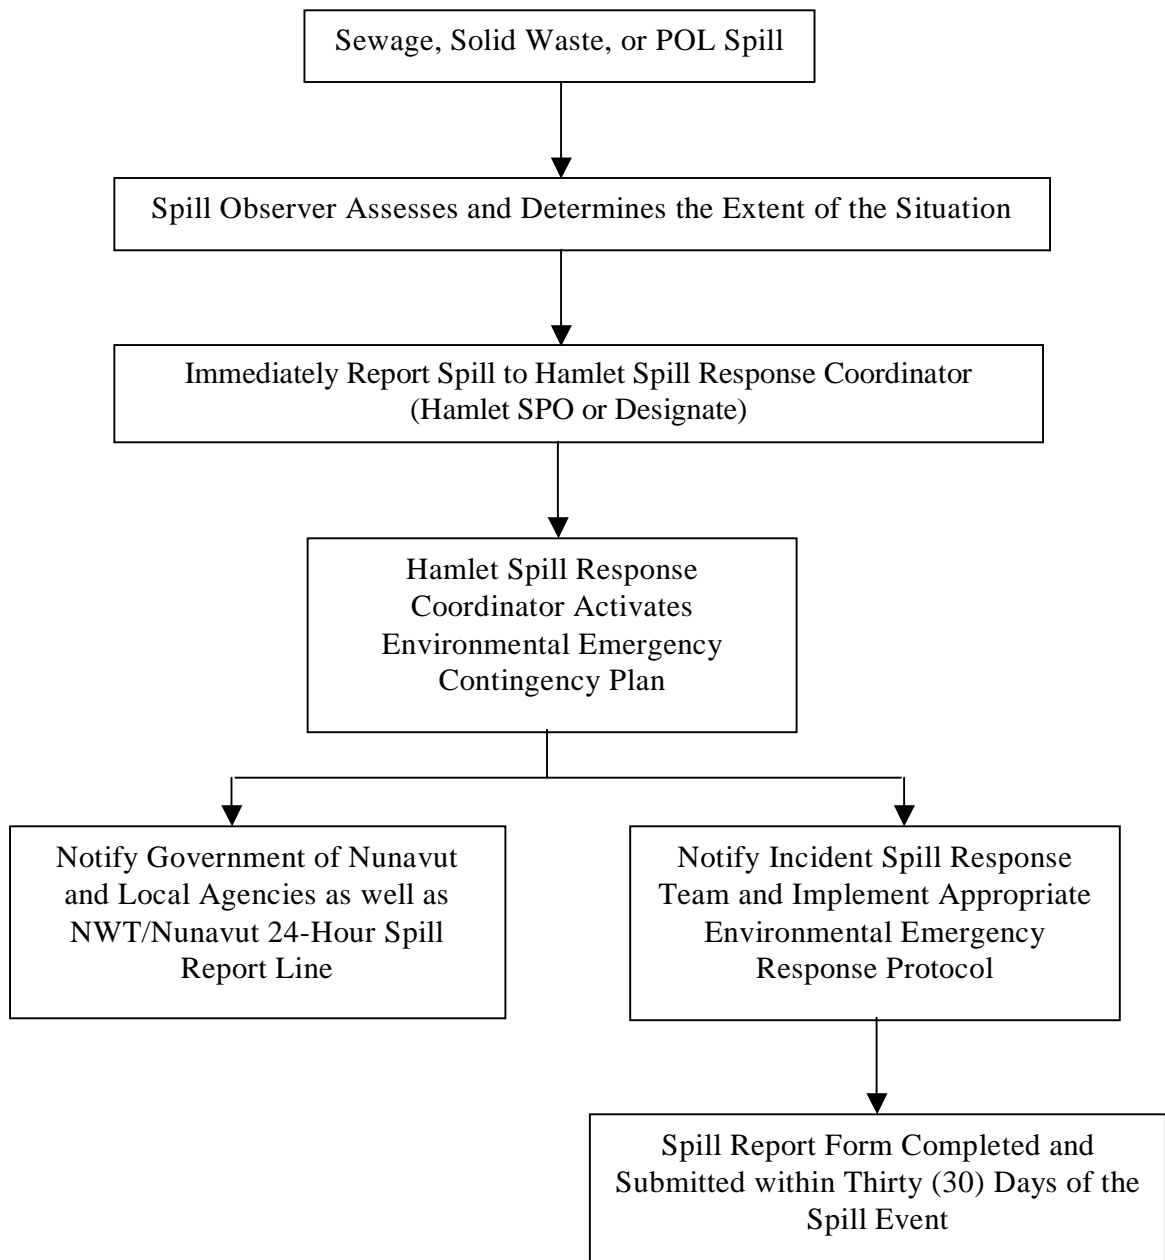 Sewage, Solid Waste, or POL Spill
Spill Observer Assesses and Determines the Extent of the Situation
Immediately Report Spill to Hamlet Spill Response Coordinator
(Hamlet SPO or Designate)
Hamlet Spill Response
Coordinator Activates
Environmental Emergency
Contingency Plan
Notify Government of Nunavut
and Local Agencies as well as
NWT/Nunavut 24-Hour Spill
Report Line
Notify Incident Spill Response
Team and Implement Appropriate
Environmental Emergency
Response Protocol
Spill Report Form Completed and
Submitted within Thirty (30) Days of the
Spill Event